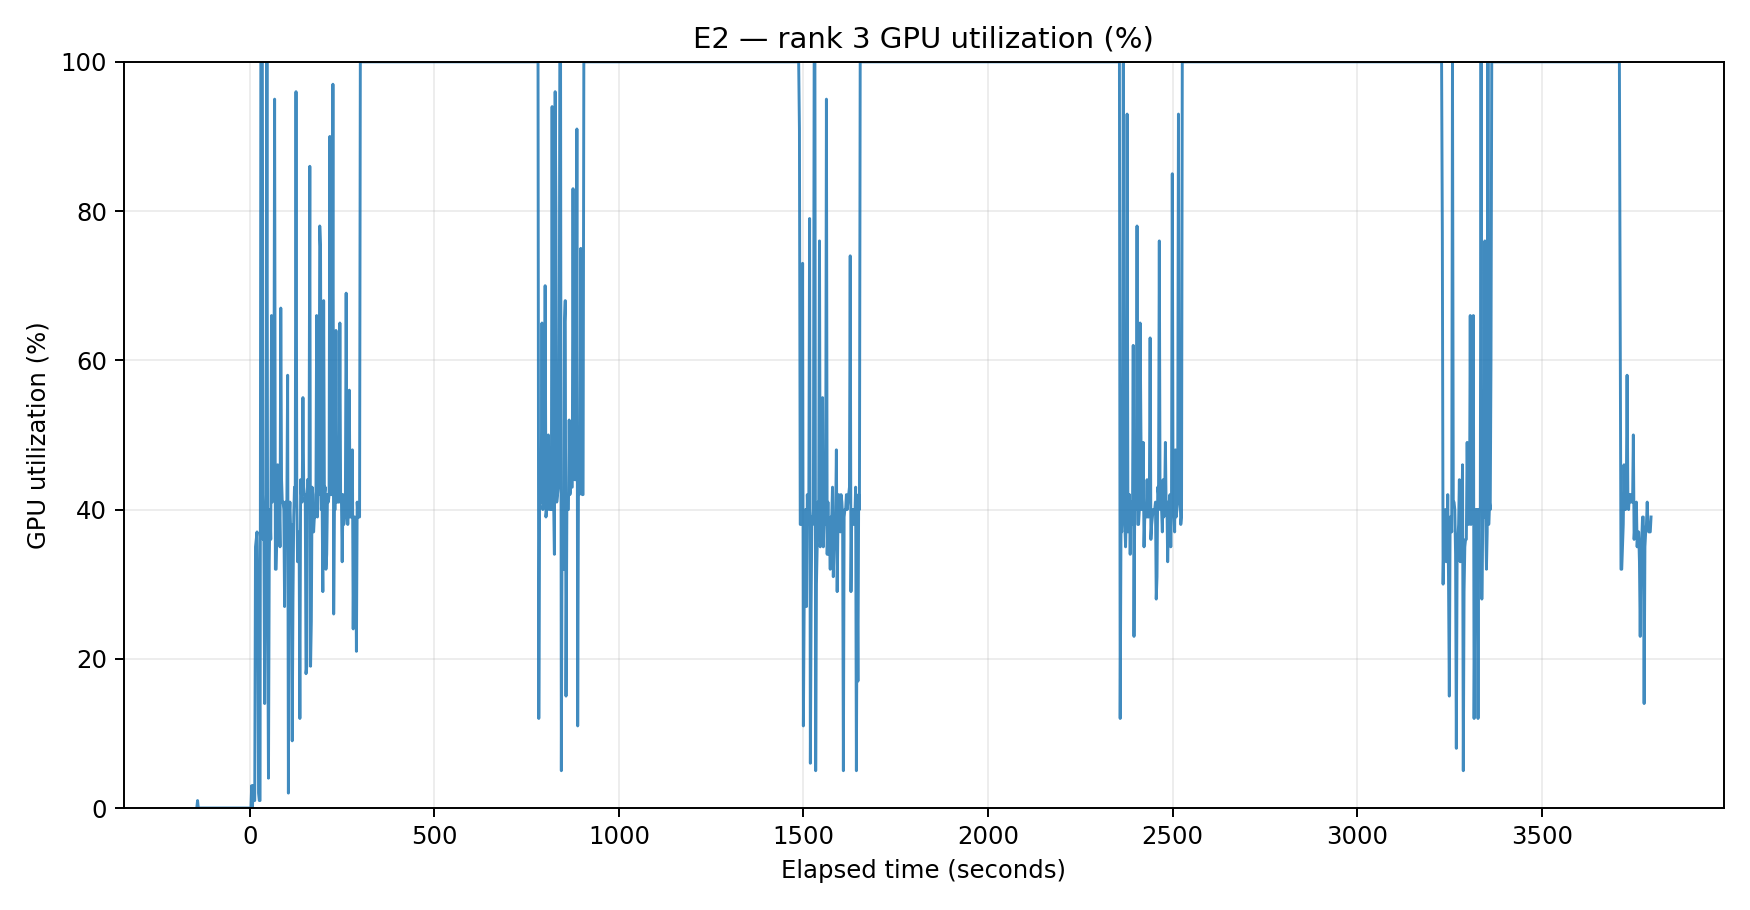 E2 — rank 3 GPU utilization (%)
100
80
60
40
20
0
GPU utilization (%)
0 500 1000 1500 2000 2500 3000 3500
Elapsed time (seconds)